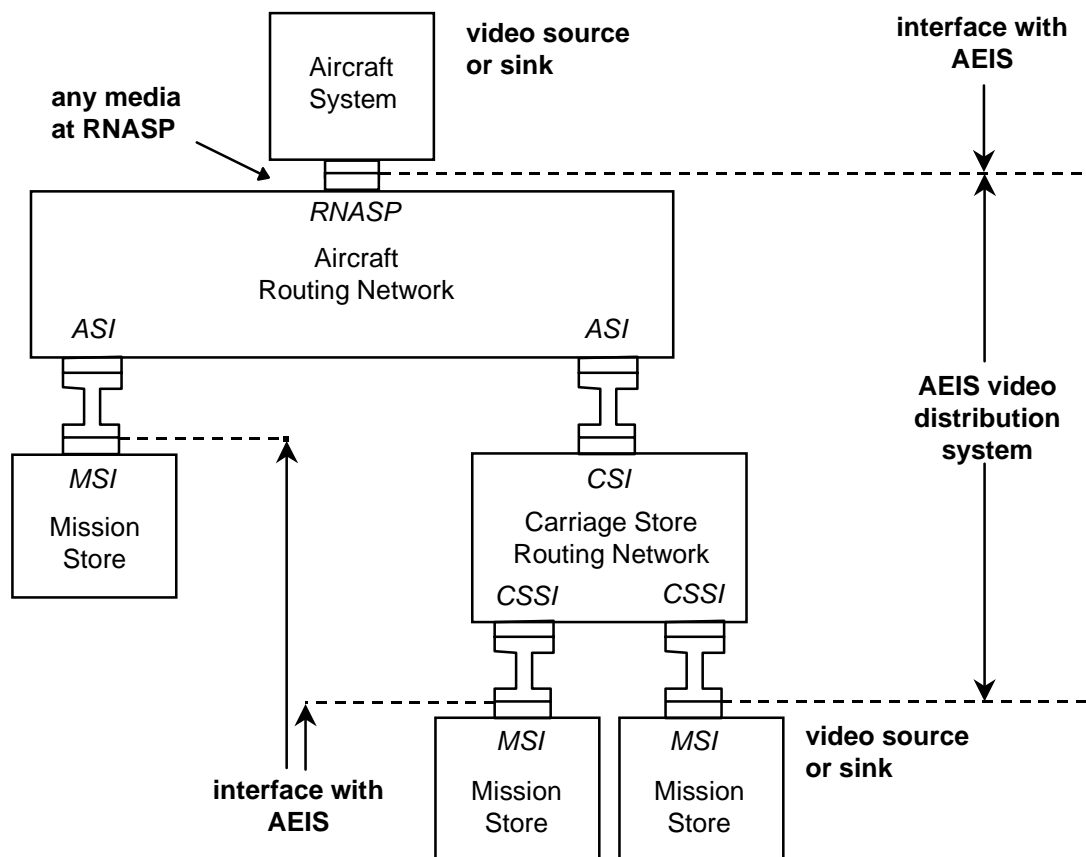 video source
or sink
interface with
AEIS
Aircraft
System
any media
at RNASP
RNASP
Aircraft
Routing Network
ASI
ASI
AEIS video
distribution
system
MSI
Mission
Store
CSI
Carriage Store
Routing Network
CSSI
CSSI
MSI
Mission
Store
MSI
Mission
Store
video source
or sink
interface with
AEIS